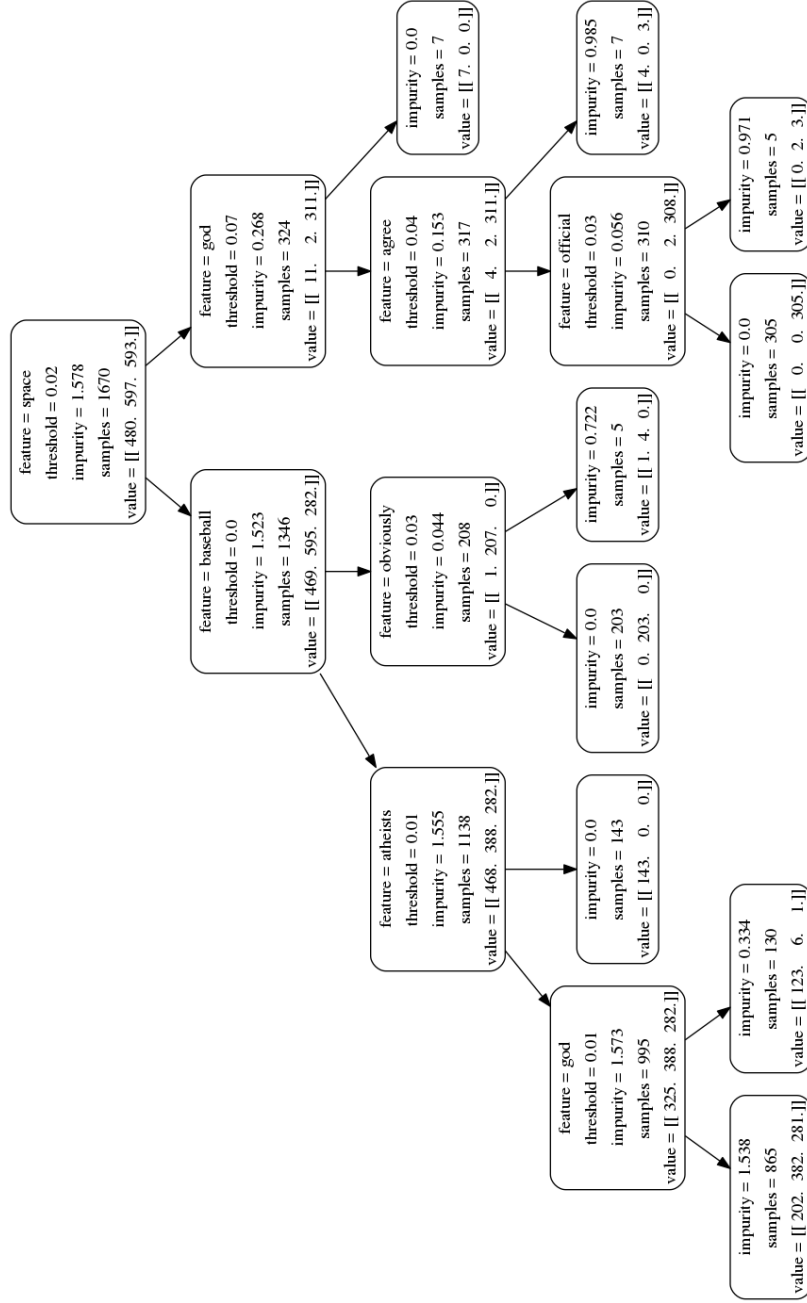 feature = space
threshold = 0.02
impurity = 1.578
samples = 1670
value = [[ 480. 597. 593.]]
feature = baseball
threshold = 0.0
impurity = 1.523
samples = 1346
value = [[ 469. 595. 282.]]
feature = god
threshold = 0.07
impurity = 0.268
samples = 324
value = [[ 11. 2. 311.]]
impurity = 0.0
samples = 7
value = [[ 7. 0. 0.]]
feature = atheists
threshold = 0.01
impurity = 1.555
samples = 1138
value = [[ 468. 388. 282.]]
feature = obviously
threshold = 0.03
impurity = 0.044
samples = 208
value = [[ 1. 207. 0.]]
feature = agree
threshold = 0.04
impurity = 0.153
samples = 317
value = [[ 4. 2. 311.]]
feature = god
threshold = 0.01
impurity = 1.573
samples = 995
value = [[ 325. 388. 282.]]
impurity = 0.0
samples = 143
value = [[ 143. 0. 0.]]
impurity = 0.0
samples = 203
value = [[ 0. 203. 0.]]
impurity = 0.722
samples = 5
value = [[ 1. 4. 0.]]
feature = official
threshold = 0.03
impurity = 0.056
samples = 310
value = [[ 0. 2. 308.]]
impurity = 0.985
samples = 7
value = [[ 4. 0. 3.]]
impurity = 1.538
samples = 865
value = [[ 202. 382. 281.]]
impurity = 0.334
samples = 130
value = [[ 123. 6. 1.]]
impurity = 0.0
samples = 305
value = [[ 0. 0. 305.]]
impurity = 0.971
samples = 5
value = [[ 0. 2. 3.]]